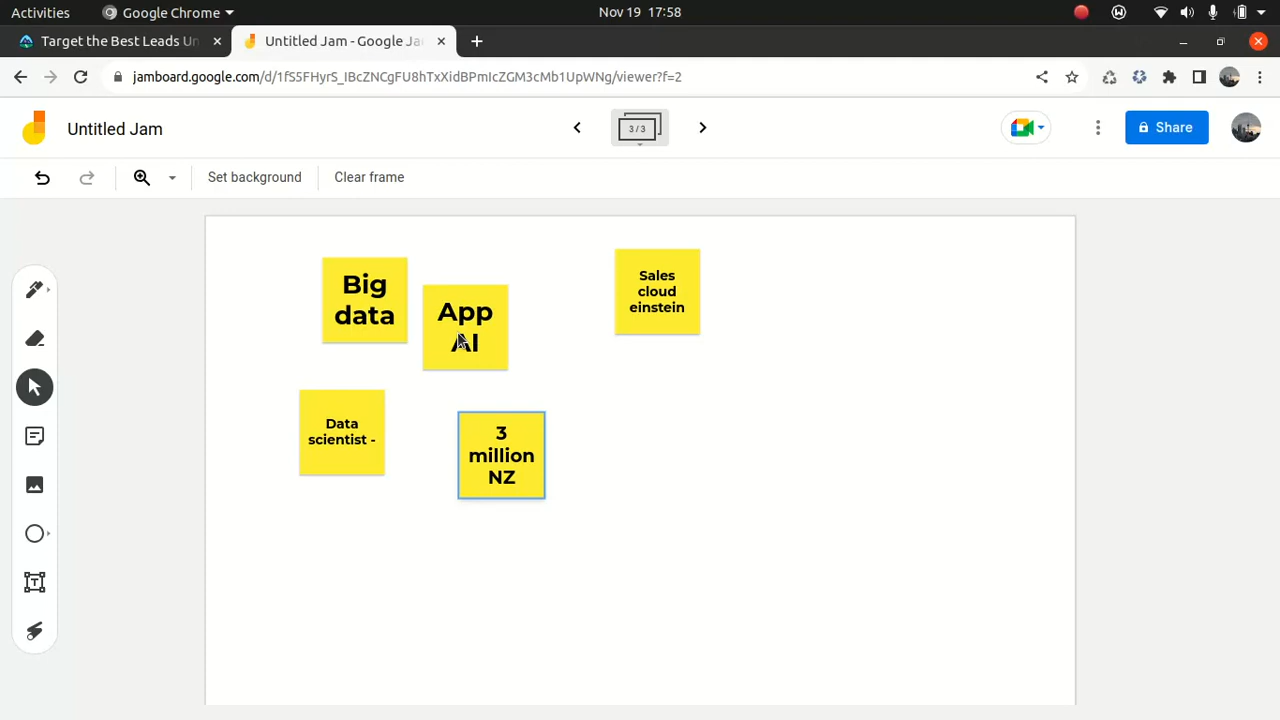 Activities
Google Chrome
Nov 19 17:58
Target the Best Leads Un
Untitled Jam - Google Ja
jamboard.google.com/d/1fS5FHyrS_IBcZNCgFU8hTxXidBPmIcZGM3cMb1UpWNg/viewer?f=2
Untitled Jam
3 / 3
Share
Set background
Clear frame
Big
data
App
AI
Sales
cloud
einstein
Data
scientist -
3
million
NZ